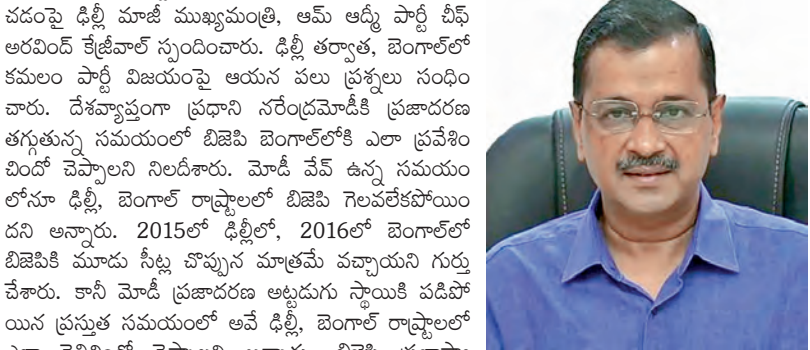 చడంపై ఢిల్లీ మాజీ ముఖ్యమంత్రి, ఆమ్ ఆద్మీ పార్టీ చీఫ్
అరవింద్ కేజ్రీవాల్ స్పందించారు. ఢిల్లీ తర్వాత, బెంగాల్‌లో
కమలం పార్టీ విజయంపై ఆయన పలు ప్రశ్నలు సంధిం
చారు. దేశవ్యాప్తంగా ప్రధాని నరేంద్రమోడీకి ప్రజాదరణ
తగ్గుతున్న సమయంలో బిజెపి బెంగాల్‌లోకి ఎలా ప్రవేశిం
చిందో చెప్పాలని నిలదీశారు. మోడీ వేవ్ ఉన్న సమయం
లోనూ ఢిల్లీ, బెంగాల్ రాష్ట్రాలలో బిజెపి గెలవలేకపోయిం
దని అన్నారు. 2015లో ఢిల్లీలో, 2016లో బెంగాల్‌లో
బిజెపికి మూడు సీట్ల చొప్పున మాత్రమే వచ్చాయని గుర్తు
చేశారు. కానీ మోడీ ప్రజాదరణ అట్టడుగు స్థాయికి పడిపో
యిన ప్రస్తుత సమయంలో అవే ఢిల్లీ, బెంగాల్ రాష్ట్రాలలో